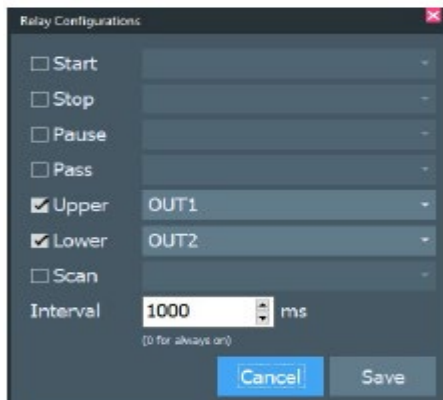 Relay Configurations
Start
Stop
Pause
Pass
Upper OUT1
Lower OUT2
Scan
Interval 1000 ms
(0 for always on)
Cancel Save